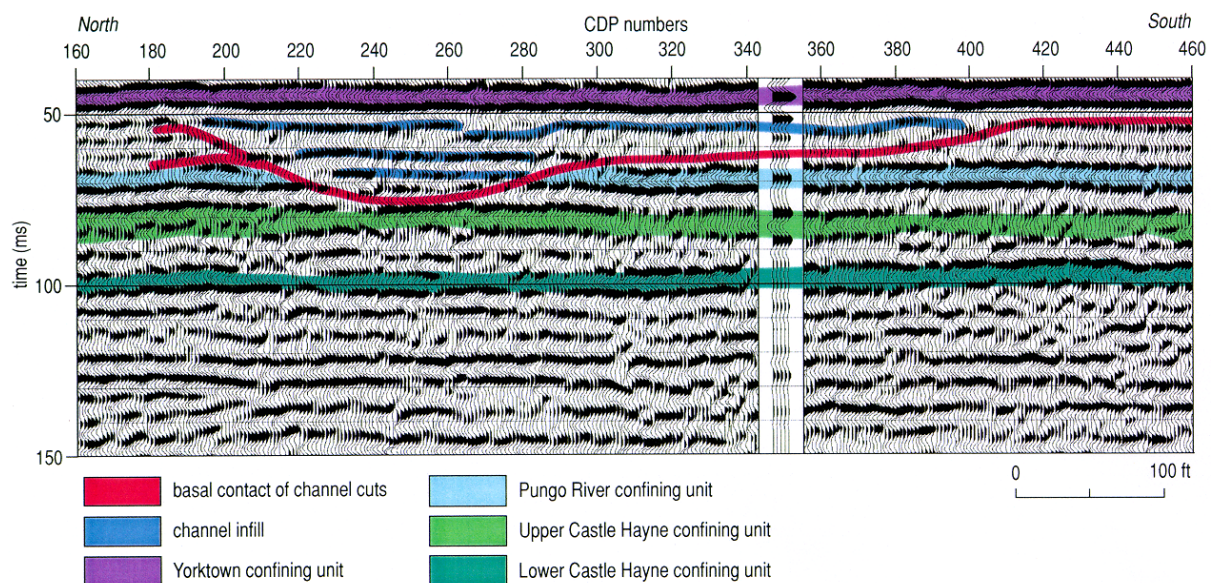 North CDP numbers South
160 180 200 220 240 260 280 300 320 340 360 380 400 420 440 460
50
time (ms)
100
150
0 100 ft
basal contact of channel cuts Pungo River confining unit
channel infill Upper Castle Hayne confining unit
Yorktown confining unit Lower Castle Hayne confining unit